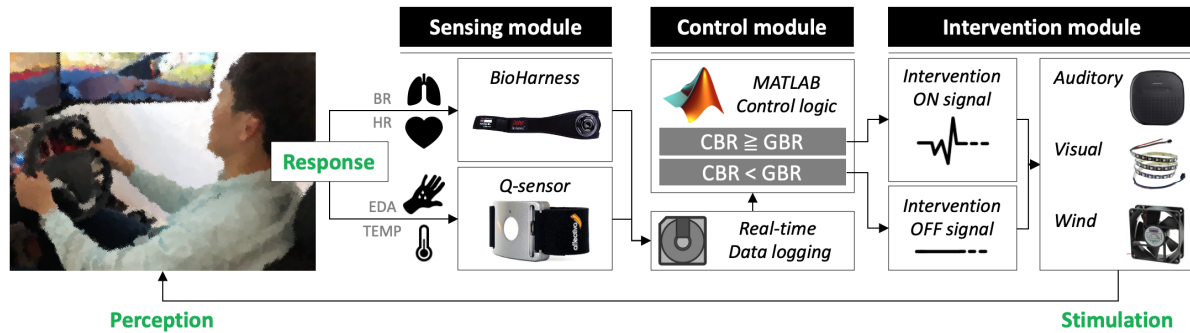 Sensing module
Control module
Intervention module
BioHarness
BR
HR
Response
Q-sensor
EDA
TEMP
affectiva
MATLAB
Control logic
CBR ≧ GBR
CBR < GBR
Real-time
Data logging
Intervention
ON signal
Intervention
OFF signal
Auditory
Visual
Wind
Perception
Stimulation